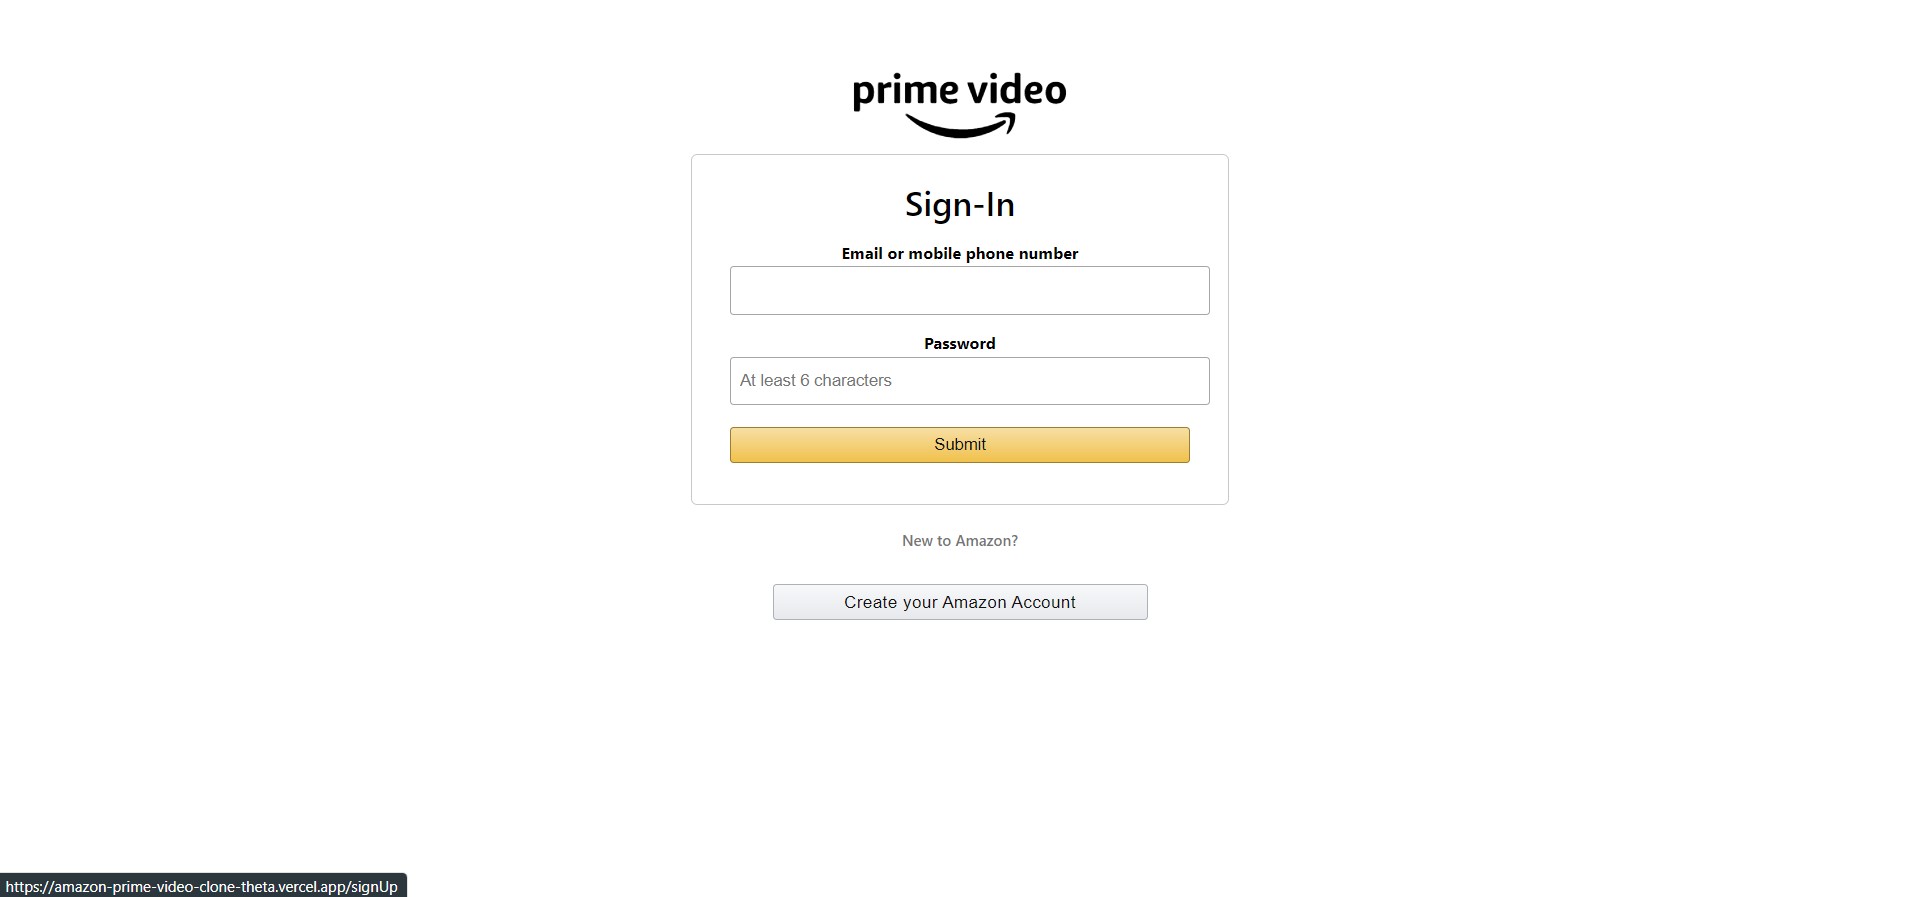 prime video
Sign-In
Email or mobile phone number
Password
At least 6 characters
Submit
New to Amazon?
Create your Amazon Account
https://amazon-prime-video-clone-theta.vercel.app/signUp